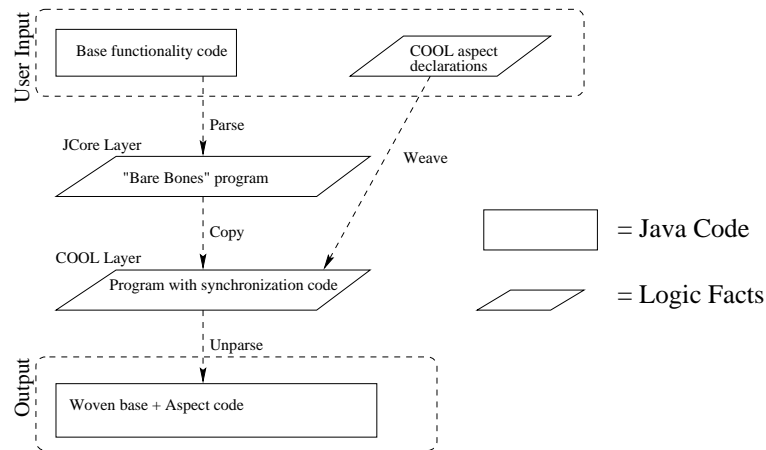 User Input
Base functionality code
COOL aspect
declarations
Parse
JCore Layer
Weave
"Bare Bones" program
Copy
= Java Code
COOL Layer
Program with synchronization code
= Logic Facts
Unparse
Output
Woven base + Aspect code